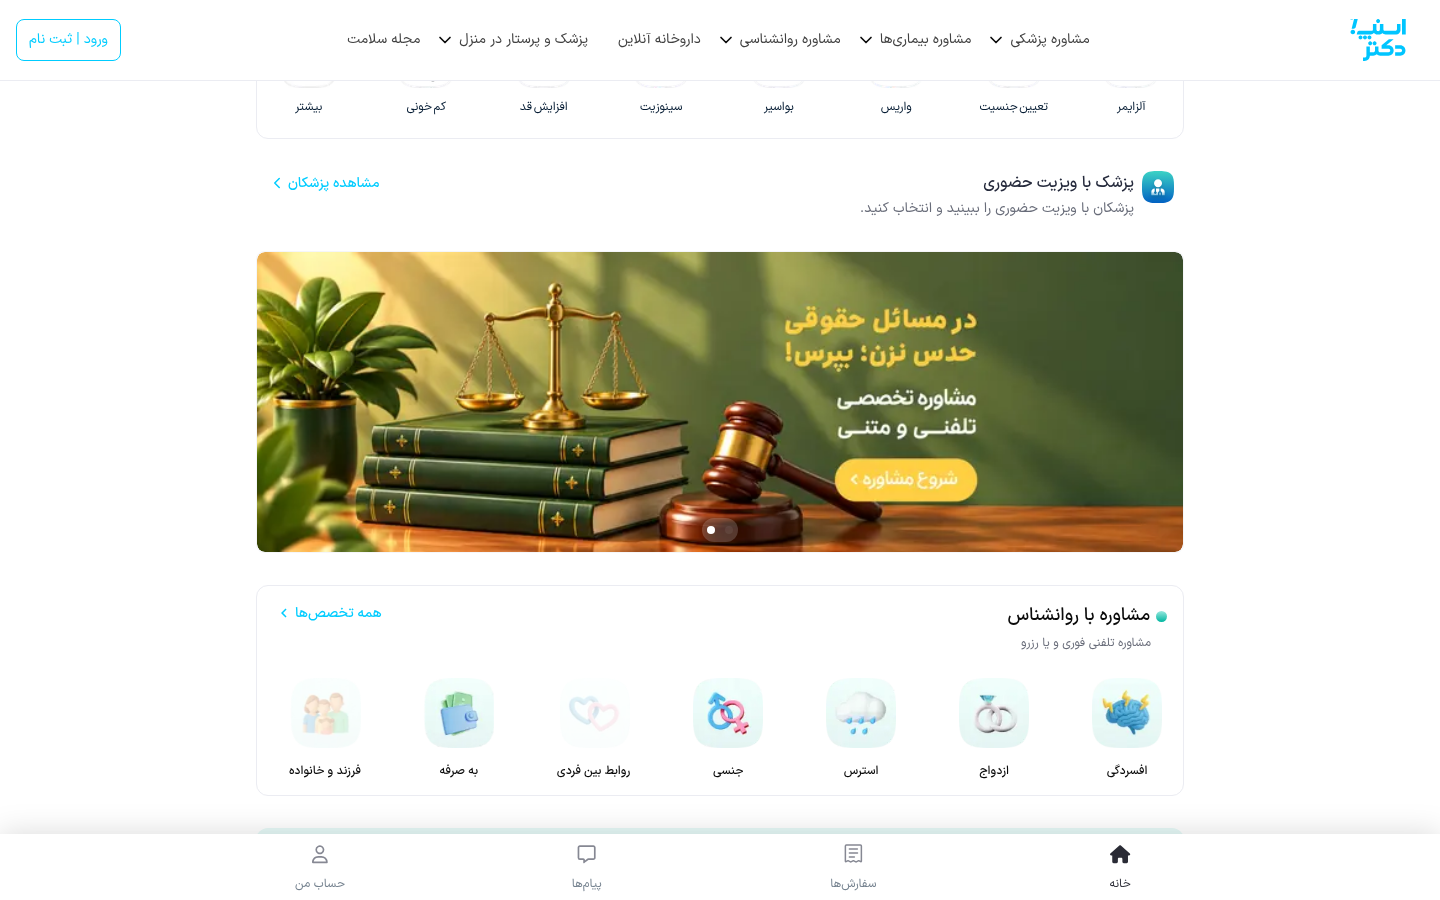 اسنپ!
دکتر
مشاوره پزشکی
مشاوره بیماری‌ها
مشاوره روانشناسی
داروخانه آنلاین
پزشک و پرستار در منزل
مجله سلامت
ورود | ثبت نام
آلزایمر
تعیین جنسیت
واریس
بواسیر
سینوزیت
افزایش قد
کم خونی
بیشتر
پزشک با ویزیت حضوری
پزشکان با ویزیت حضوری را ببینید و انتخاب کنید.
مشاهده پزشکان
در مسائل حقوقی
حدس نزن؛ بپرس!
مشاوره تخصصـی
تلفنــی و متنــی
شروع مشاوره
مشاوره با روانشناس
مشاوره تلفنی فوری و یا رزرو
همه تخصص‌ها
افسردگی
ازدواج
استرس
جنسی
روابط بین فردی
به صرفه
فرزند و خانواده
خانه
سفارش‌ها
پیام‌ها
حساب من